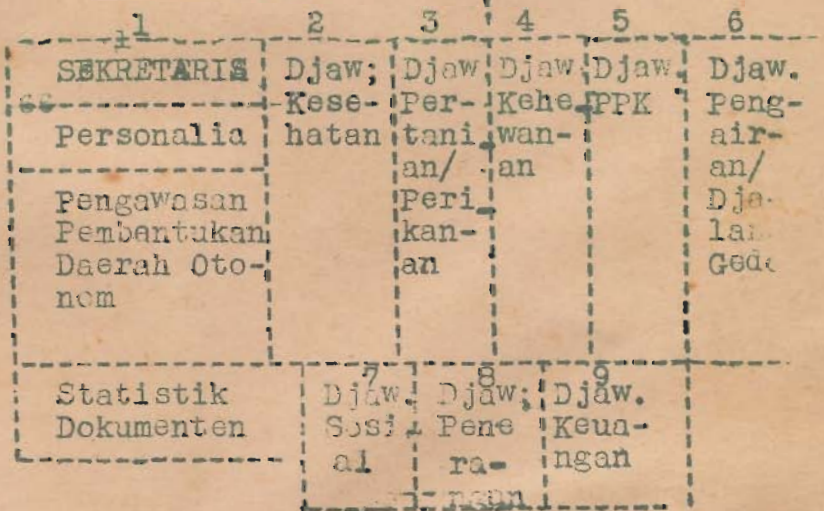 1 2 3 4 5 6
SEKRETARIS
Personalia
Pengawasan
Pembentukan
Daerah Oto-
nom
Djaw;
Kese-
hatan
Djaw
Per-
tani
an/
Peri
kan-
an
Djaw
Kehe
wan-
an
Djaw.
PPK
Djaw.
Peng-
air-
an/
Dja
Statistik
Dokumenten
7 8 9
Djaw.
Sosi
al
Djaw;
Pene
ra-
ngan
Djaw.
Keua-
ngan